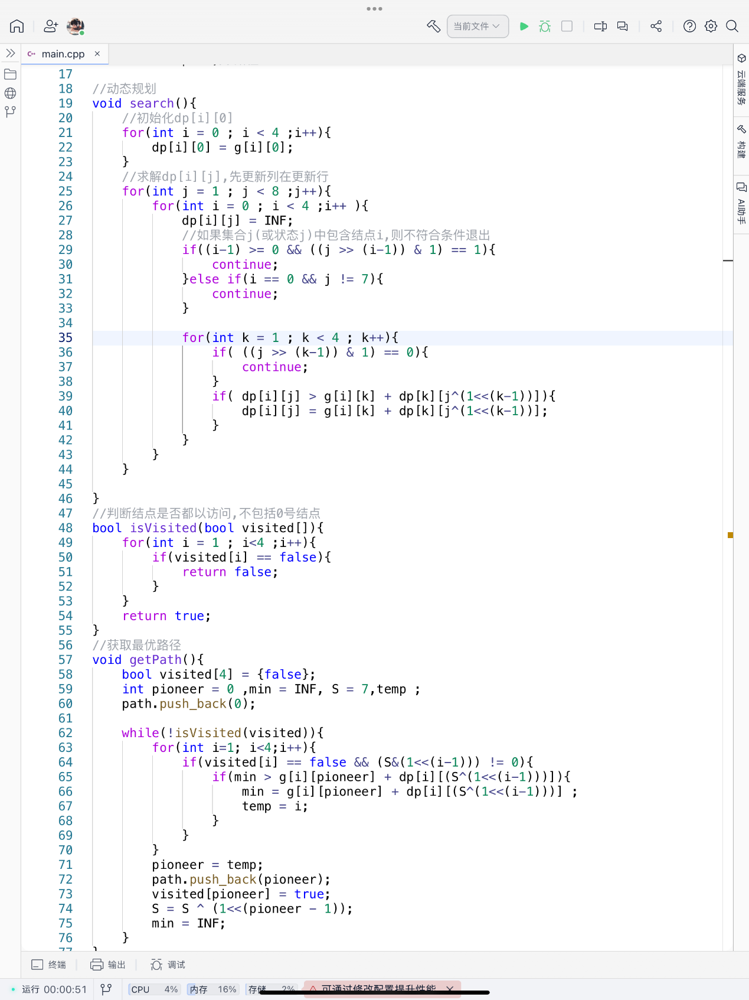 当前文件
main.cpp
17
18 //动态规划
19 void search(){
20 //初始化dp[i][0]
21 for(int i = 0 ; i < 4 ;i++){
22 dp[i][0] = g[i][0];
23 }
24 //求解dp[i][j],先更新列在更新行
25 for(int j = 1 ; j < 8 ;j++){
26 for(int i = 0 ; i < 4 ;i++ ){
27 dp[i][j] = INF;
28 //如果集合j(或状态j)中包含结点i,则不符合条件退出
29 if((i-1) >= 0 && ((j >> (i-1)) & 1) == 1){
30 continue;
31 }else if(i == 0 && j != 7){
32 continue;
33 }
34
35 for(int k = 1 ; k < 4 ; k++){
36 if( ((j >> (k-1)) & 1) == 0){
37 continue;
38 }
39 if( dp[i][j] > g[i][k] + dp[k][j^(1<<(k-1))]){
40 dp[i][j] = g[i][k] + dp[k][j^(1<<(k-1))];
41 }
42 }
43 }
44 }
45
46 }
47 //判断结点是否都以访问,不包括0号结点
48 bool isVisited(bool visited[]){
49 for(int i = 1 ; i<4 ;i++){
50 if(visited[i] == false){
51 return false;
52 }
53 }
54 return true;
55 }
56 //获取最优路径
57 void getPath(){
58 bool visited[4] = {false};
59 int pioneer = 0 ,min = INF, S = 7,temp ;
60 path.push_back(0);
61
62 while(!isVisited(visited)){
63 for(int i=1; i<4;i++){
64 if(visited[i] == false && (S&(1<<(i-1))) != 0){
65 if(min > g[i][pioneer] + dp[i][(S^(1<<(i-1)))]){
66 min = g[i][pioneer] + dp[i][(S^(1<<(i-1)))] ;
67 temp = i;
68 }
69 }
70 }
71 pioneer = temp;
72 path.push_back(pioneer);
73 visited[pioneer] = true;
74 S = S ^ (1<<(pioneer - 1));
75 min = INF;
76 }
77 }
云端服务
构建
AI助手
终端
输出
调试
运行 00:00:51
CPU 4%
内存 16%
存储 2%
可通过修改配置提升性能